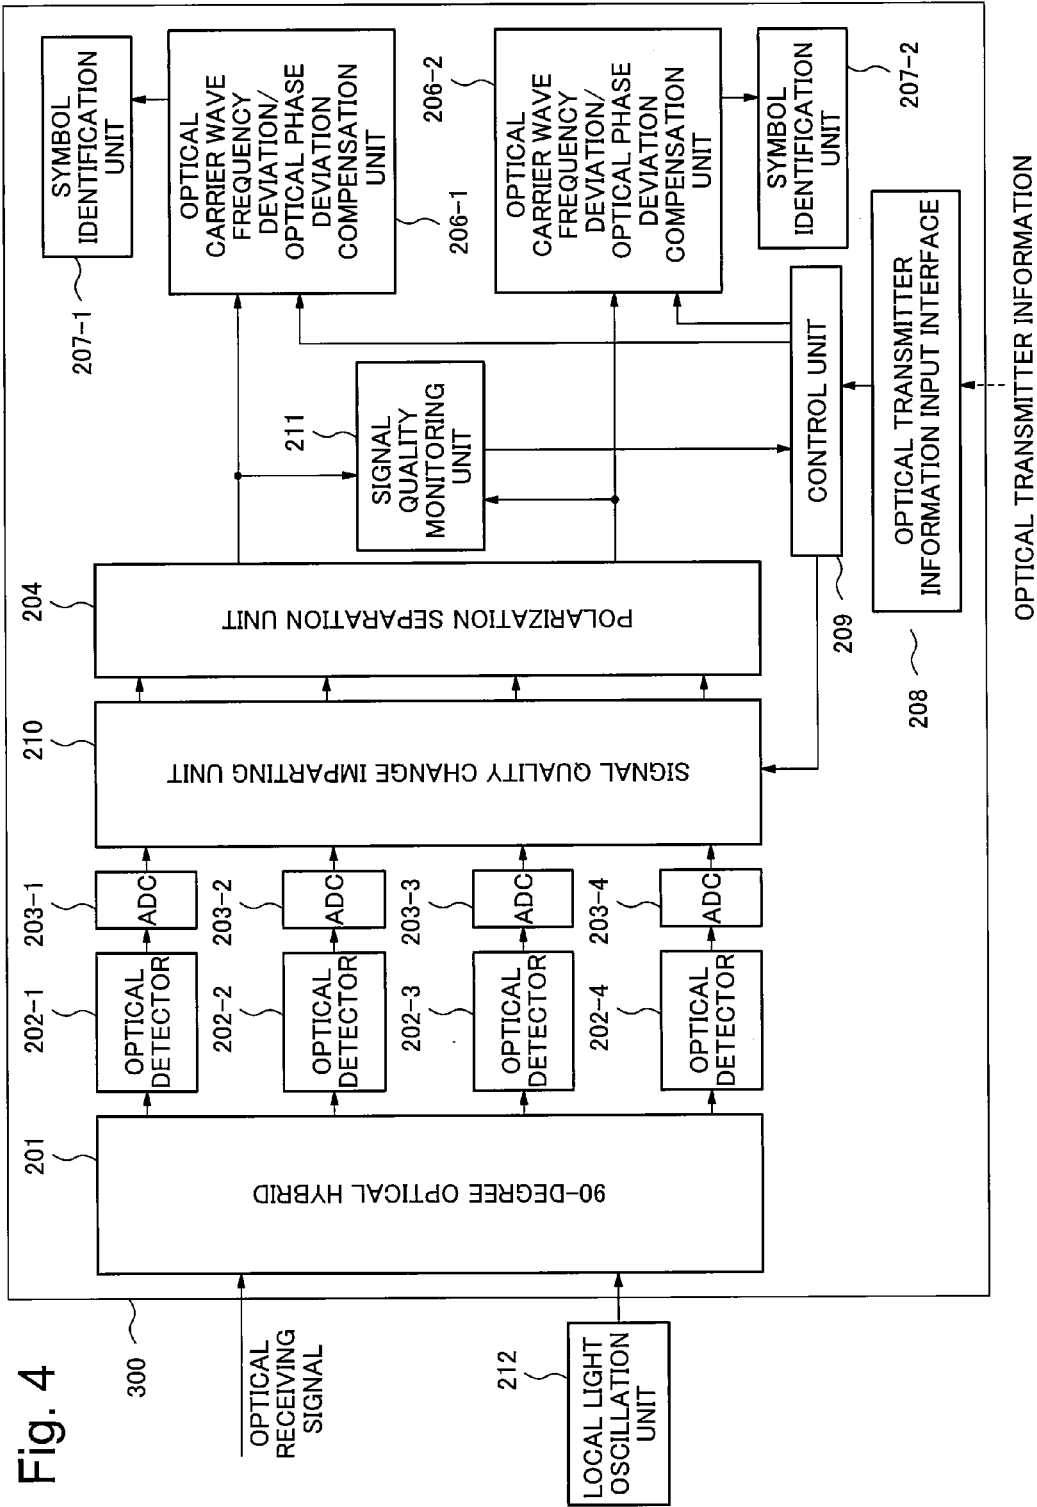 Fig. 4
300
OPTICAL
RECEIVING
SIGNAL
212
LOCAL LIGHT
OSCILLATION
UNIT
201
90-DEGREE OPTICAL HYBRID
202-1
OPTICAL
DETECTOR
202-2
OPTICAL
DETECTOR
202-3
OPTICAL
DETECTOR
202-4
OPTICAL
DETECTOR
203-1
ADC
203-2
ADC
203-3
ADC
203-4
ADC
210
SIGNAL QUALITY CHANGE IMPARTING UNIT
204
POLARIZATION SEPARATION UNIT
211
SIGNAL
QUALITY
MONITORING
UNIT
207-1
SYMBOL
IDENTIFICATION
UNIT
OPTICAL
CARRIER WAVE
FREQUENCY
DEVIATION/
OPTICAL PHASE
DEVIATION
COMPENSATION
UNIT
206-1
206-2
OPTICAL
CARRIER WAVE
FREQUENCY
DEVIATION/
OPTICAL PHASE
DEVIATION
COMPENSATION
UNIT
SYMBOL
IDENTIFICATION
UNIT
207-2
CONTROL UNIT
209
OPTICAL TRANSMITTER
INFORMATION INPUT INTERFACE
208
OPTICAL TRANSMITTER INFORMATION